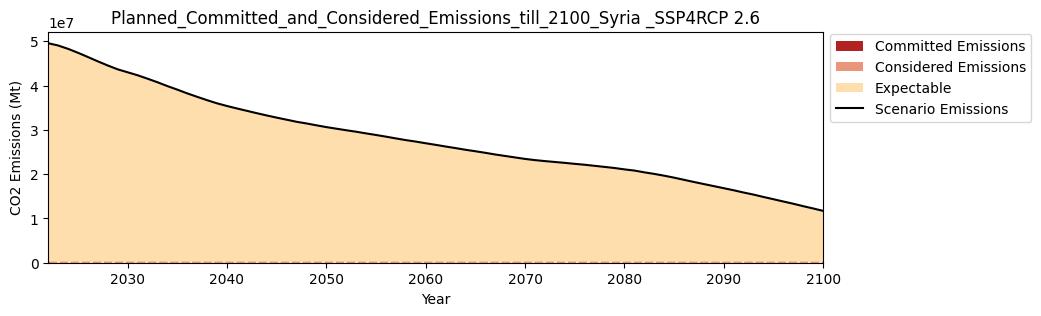 Planned_Committed_and_Considered_Emissions_till_2100_Syria _SSP4RCP 2.6
1e7
5
4
3
2
1
0
CO2 Emissions (Mt)
2030 2040 2050 2060 2070 2080 2090 2100
Year
Committed Emissions
Considered Emissions
Expectable
Scenario Emissions